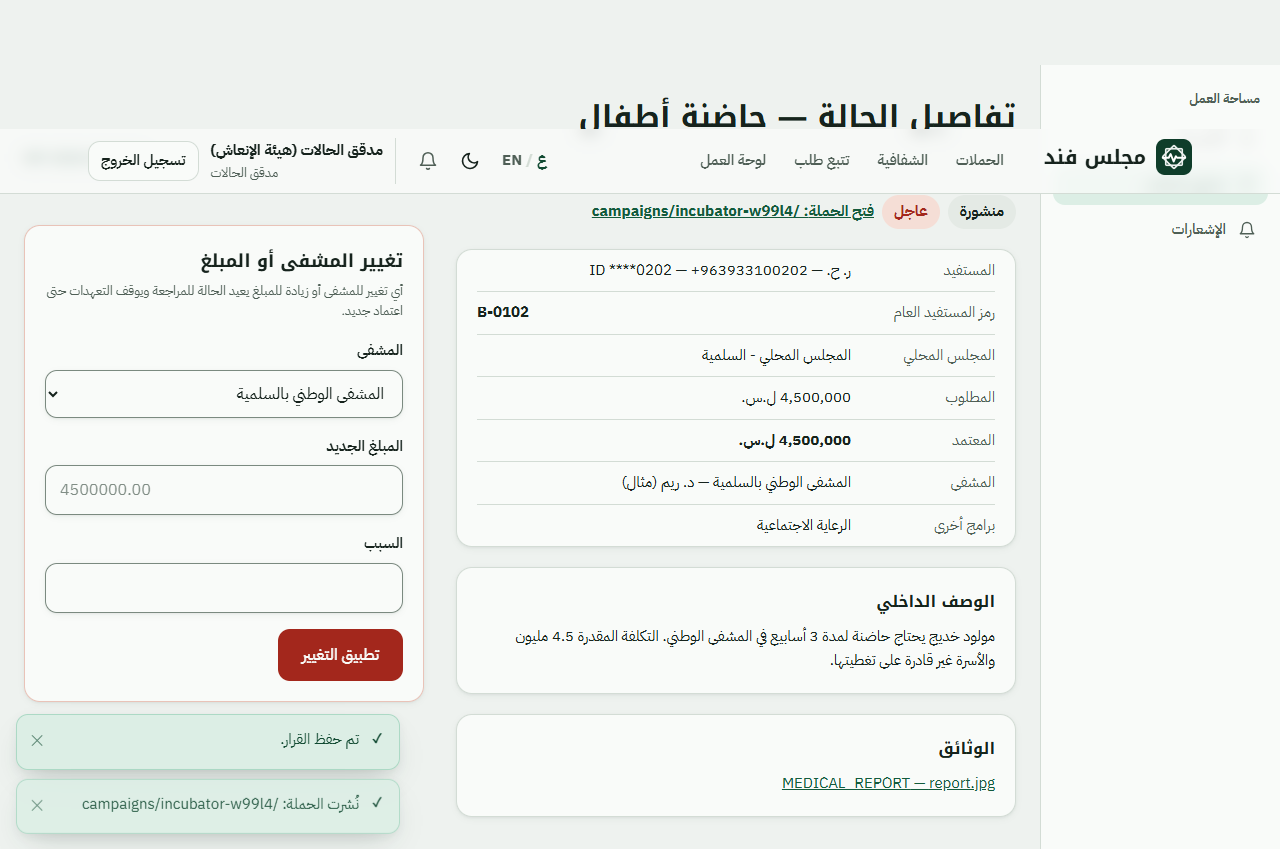 مساحة العمل
تفاصيل الحالة — حاضنة أطفال
مجلس فند
الحملات
الشفافية
تتبع طلب
لوحة العمل
ع / EN
مدقق الحالات (هيئة الإنعاش)
مدقق الحالات
تسجيل الخروج
الإشعارات
منشورة
عاجل
فتح الحملة: /campaigns/incubator-w99l4
المستفيد
ر. ح. — ‎+963933100202 — ID ****0202
رمز المستفيد العام
B-0102
المجلس المحلي
المجلس المحلي - السلمية
المطلوب
4,500,000 ل.س.
المعتمد
4,500,000 ل.س.
المشفى
المشفى الوطني بالسلمية — د. ريم (مثال)
برامج أخرى
الرعاية الاجتماعية
الوصف الداخلي
مولود خديج يحتاج حاضنة لمدة 3 أسابيع في المشفى الوطني. التكلفة المقدرة 4.5 مليون
والأسرة غير قادرة على تغطيتها.
الوثائق
MEDICAL_REPORT — report.jpg
تغيير المشفى أو المبلغ
أي تغيير للمشفى أو زيادة للمبلغ يعيد الحالة للمراجعة ويوقف التعهدات حتى
اعتماد جديد.
المشفى
المشفى الوطني بالسلمية
المبلغ الجديد
4500000.00
السبب
تطبيق التغيير
✓ تم حفظ القرار.
✓ نُشرت الحملة: /campaigns/incubator-w99l4